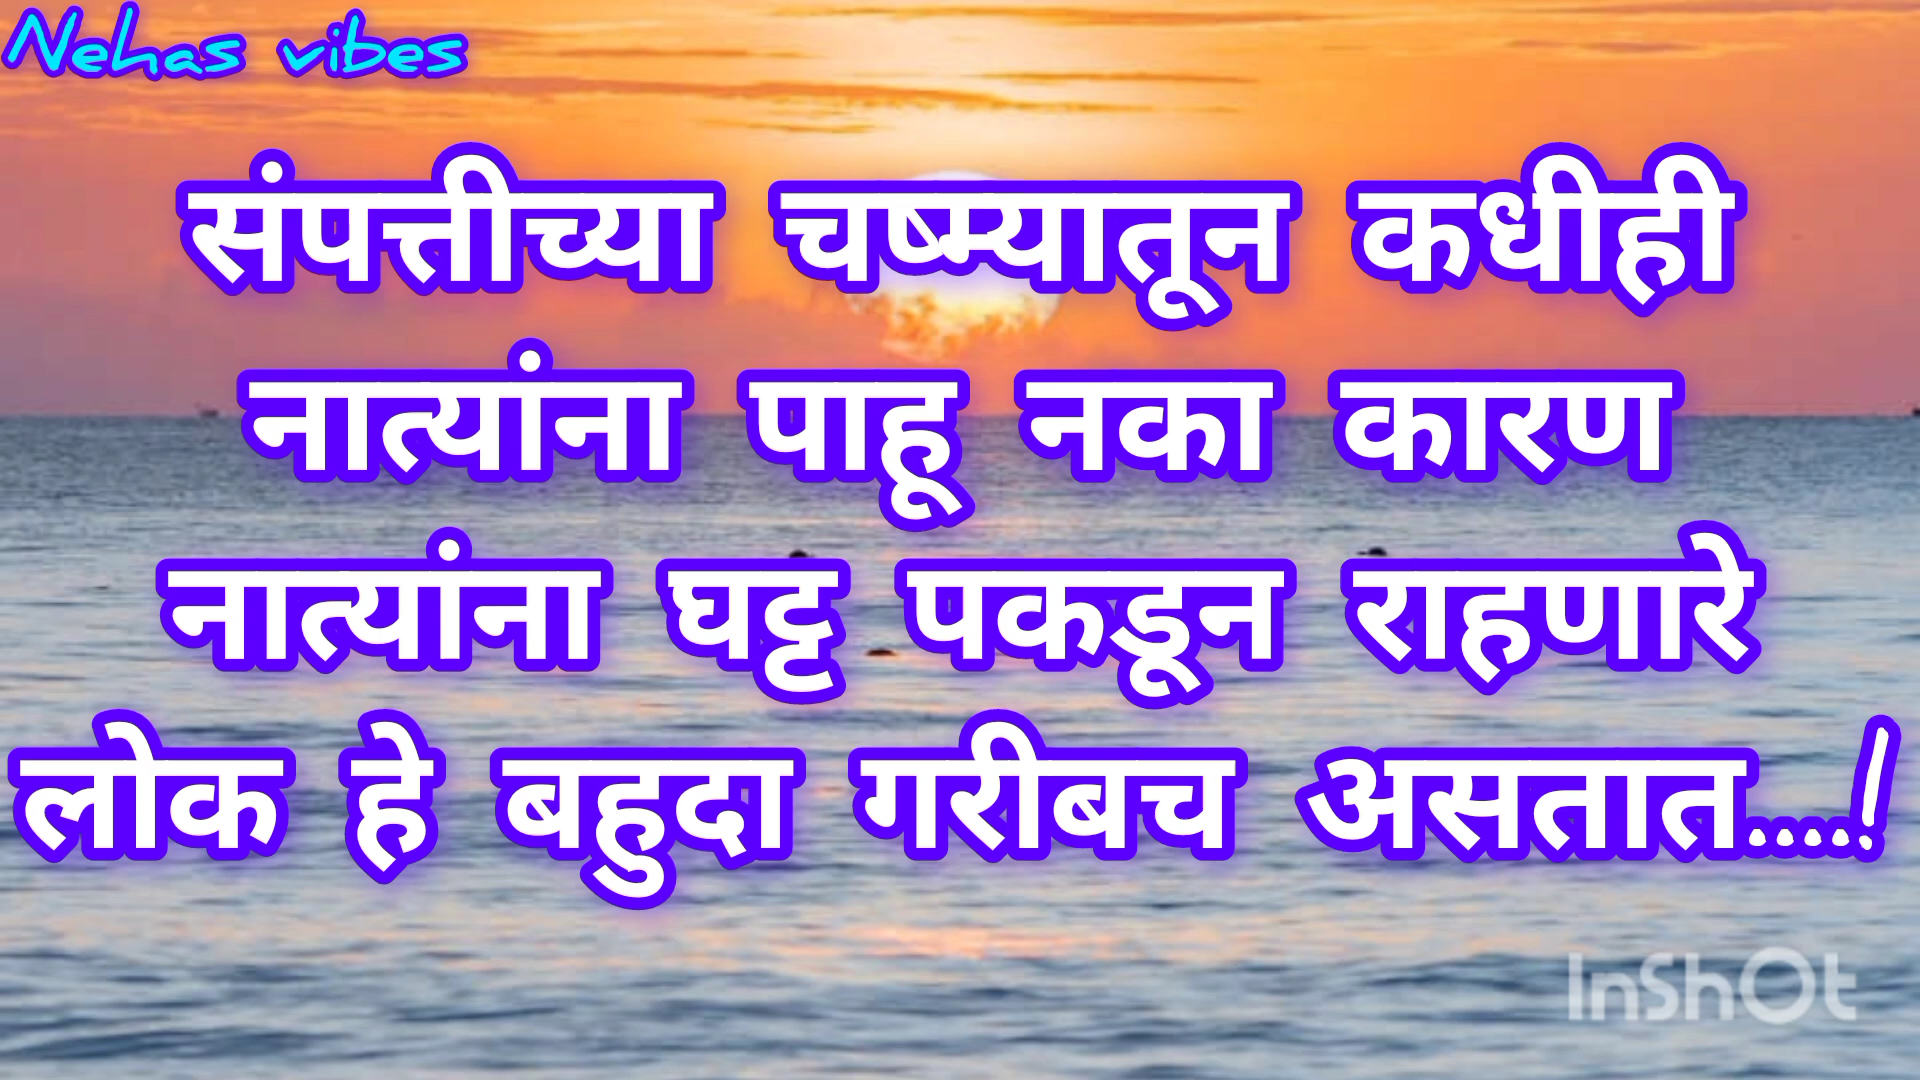 Nehas vibes
संपत्तीच्या चष्म्यातून कधीही
नात्यांना पाहू नका कारण
नात्यांना घट्ट पकडून राहणारे
लोक हे बहुदा गरीबच असतात....!
InShOt